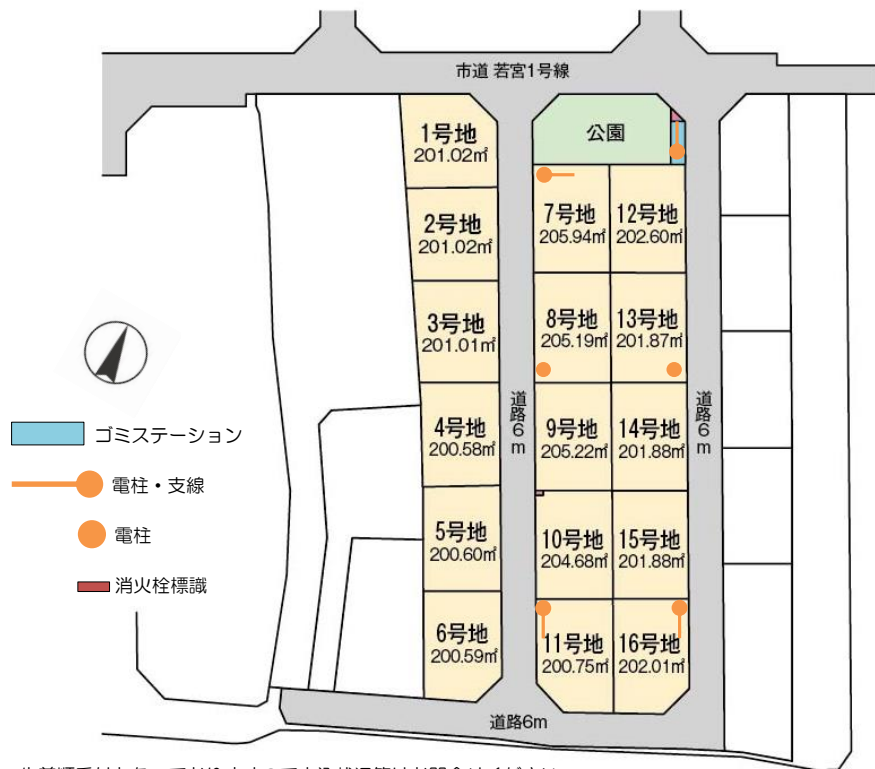 市道 若宮1号線
公園
1号地
201.02㎡
2号地
201.02㎡
3号地
201.01㎡
4号地
200.58㎡
5号地
200.60㎡
6号地
200.59㎡
7号地
205.94㎡
12号地
202.60㎡
8号地
205.19㎡
13号地
201.87㎡
9号地
205.22㎡
14号地
201.88㎡
10号地
204.68㎡
15号地
201.88㎡
11号地
200.75㎡
16号地
202.01㎡
道路6m
道路6m
道路6m
ゴミステーション
電柱・支線
電柱
消火栓標識